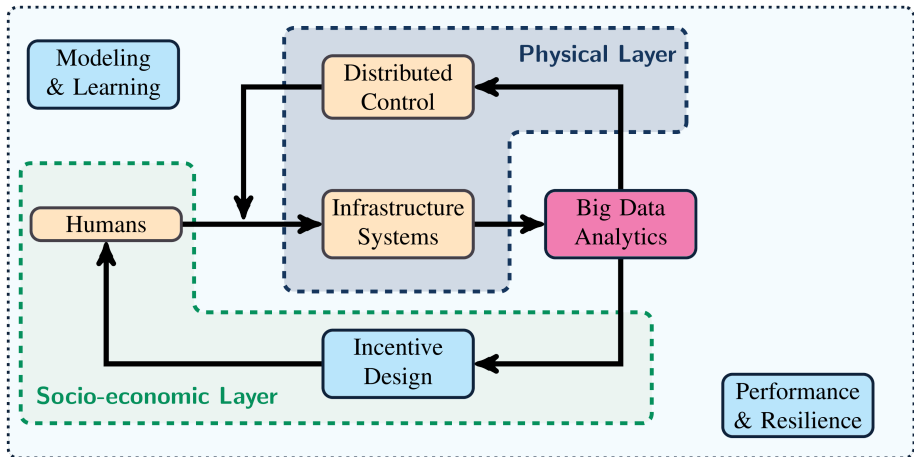 Modeling
& Learning
Distributed
Control
Physical Layer
Humans
Infrastructure
Systems
Big Data
Analytics
Incentive
Design
Socio-economic Layer
Performance
& Resilience